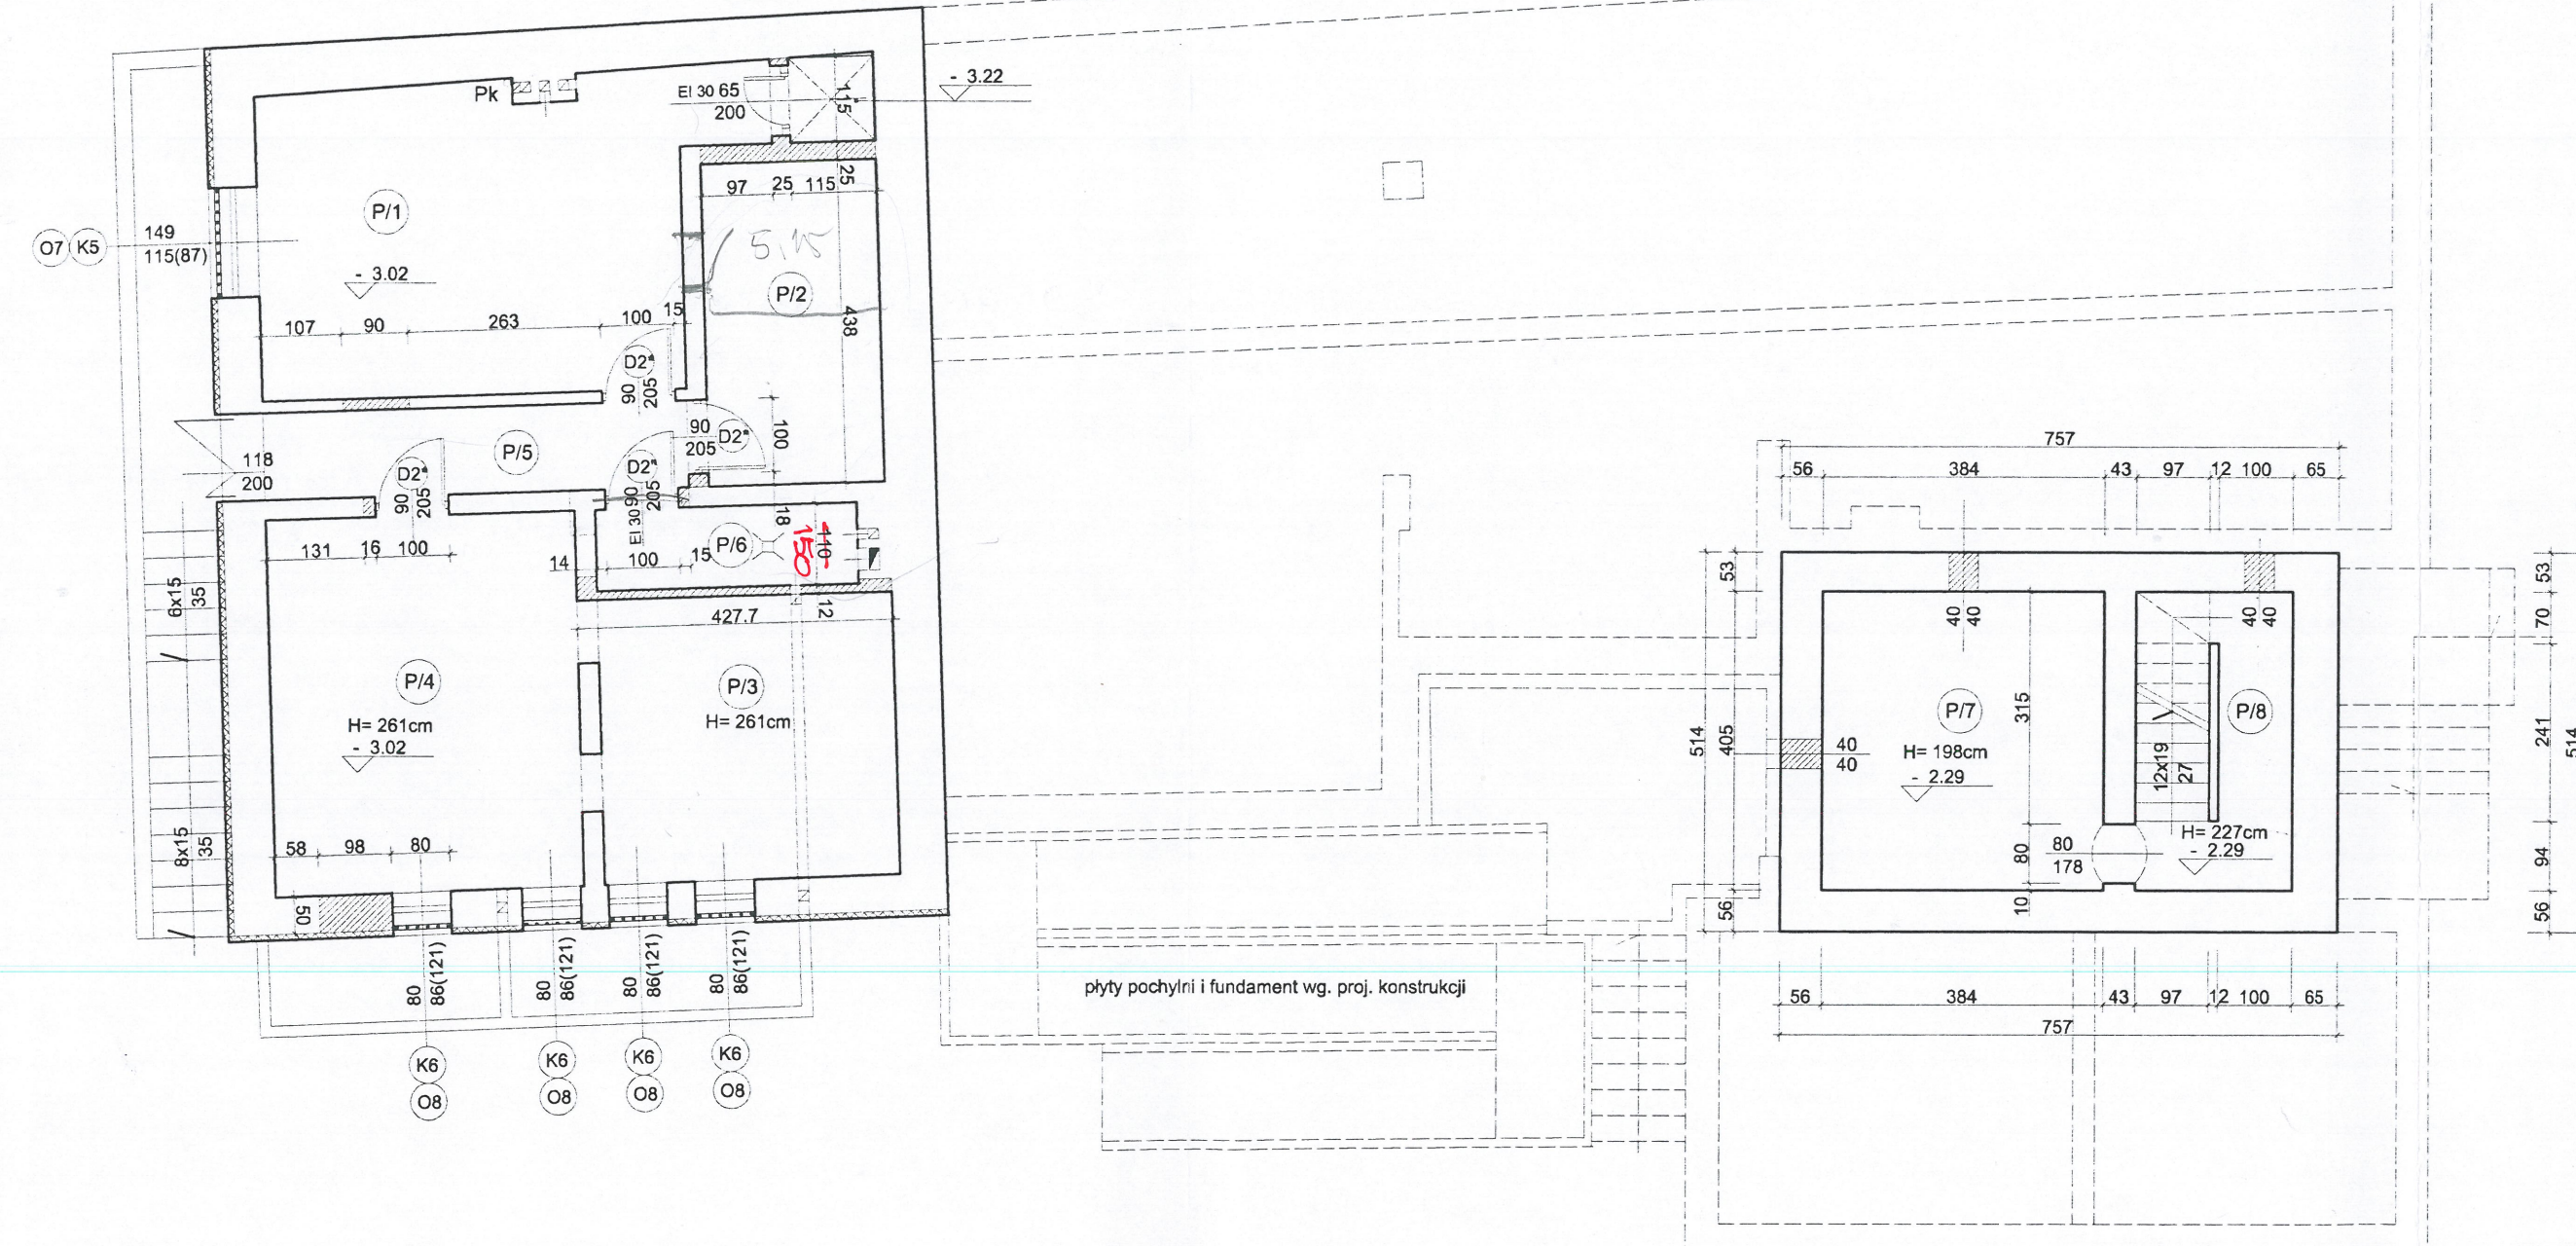 - 3.22
Pk
EI 30 65
200
115
25
97 25 115
P/1
O7 K5
149
115(87)
- 3.02
5,15
P/2
438
107 90 263 100 15
D2*
90
205
90
205
D2*
100
P/5
D2*
90
205
D2*
EI 30 90
205
118
200
18
110
150
P/6
131 16 100
14
100 15
12
427.7
6x15
35
P/4
H= 261cm
- 3.02
P/3
H= 261cm
8x15
35
58 98 80
50
80
86(121)
80
86(121)
80
86(121)
80
86(121)
K6
O8
K6
O8
K6
O8
K6
O8
płyty pochylni i fundament wg. proj. konstrukcji
757
56 384 43 97 12 100 65
53
405
56
514
40
40
40
40
40
40
P/7
H= 198cm
- 2.29
315
80
10
80
178
12x19
27
P/8
H= 227cm
- 2.29
53
70
241
94
56
514
56 384 43 97 12 100 65
757